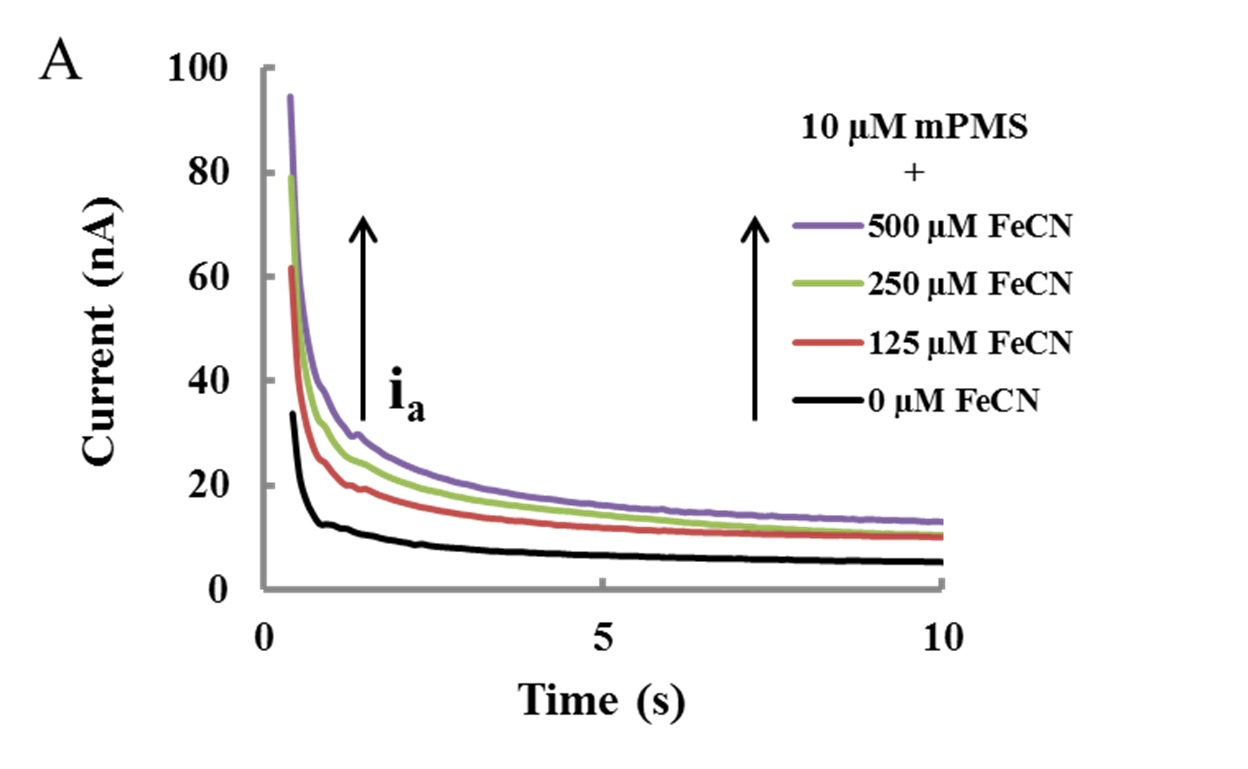 A
100
80
60
40
20
0
Current (nA)
0
5
10
Time (s)
ia
10 μM mPMS
+
500 μM FeCN
250 μM FeCN
125 μM FeCN
0 μM FeCN